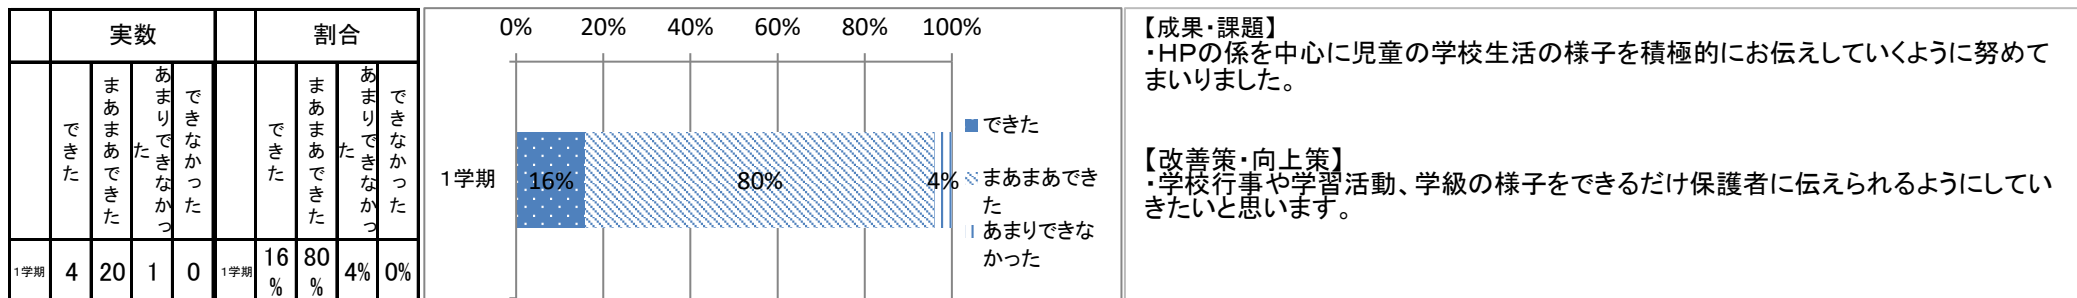 実数 割合
できた まあまあできた あまりできなかった できなかった できた まあまあできた あまりできなかった できなかった
1学期 4 20 1 0 1学期 16% 80% 4% 0%
0% 20% 40% 60% 80% 100%
1学期 16% 80% 4%
できた
まあまあでき
た
あまりできな
かった
【成果・課題】
・HPの係を中心に児童の学校生活の様子を積極的にお伝えしていくように努めて
まいりました。
【改善策・向上策】
・学校行事や学習活動、学級の様子をできるだけ保護者に伝えられるようにしてい
きたいと思います。